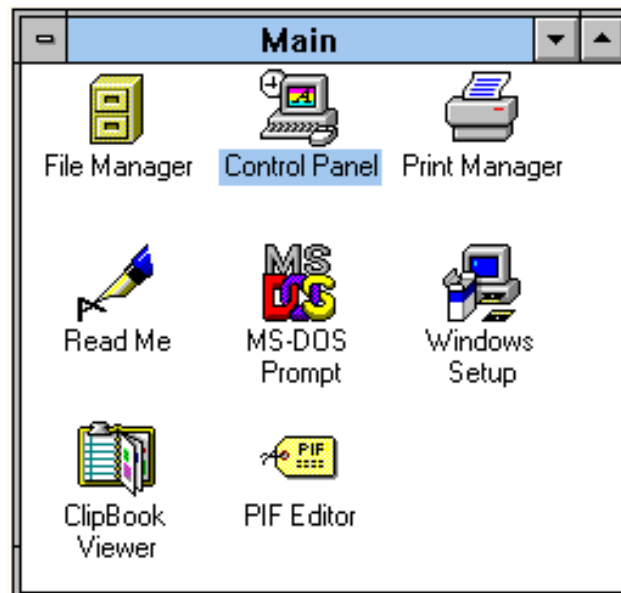 Main
File Manager
Control Panel
Print Manager
Read Me
MS
DOS
MS-DOS
Prompt
Windows
Setup
PIF
ClipBook
Viewer
PIF Editor